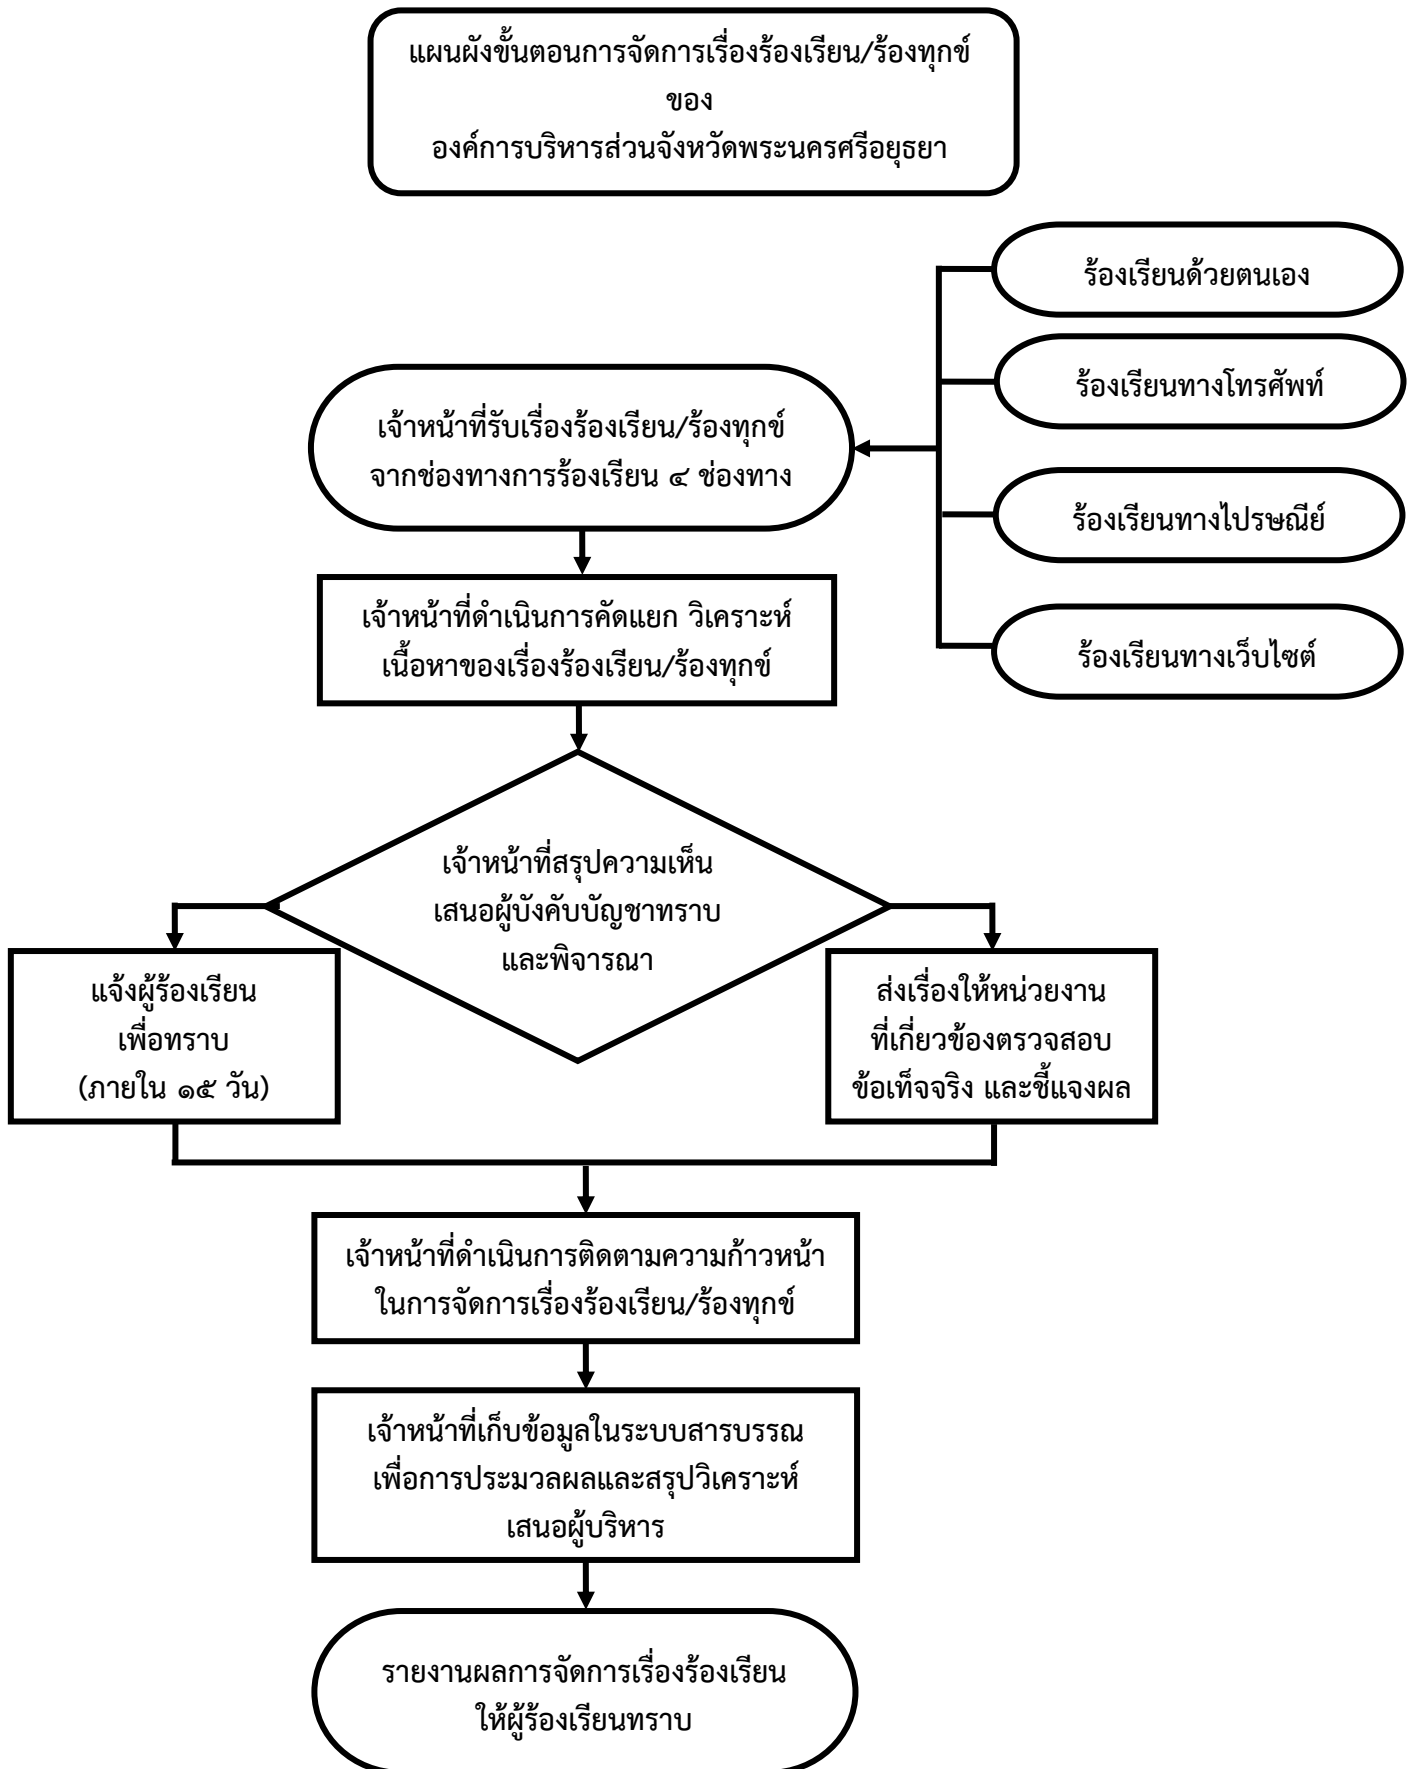 แผนผังขั้นตอนการจัดการเรื่องร้องเรียน/ร้องทุกข์
ของ
องค์การบริหารส่วนจังหวัดพระนครศรีอยุธยา
ร้องเรียนด้วยตนเอง
ร้องเรียนทางโทรศัพท์
ร้องเรียนทางไปรษณีย์
ร้องเรียนทางเว็บไซต์
เจ้าหน้าที่รับเรื่องร้องเรียน/ร้องทุกข์
จากช่องทางการร้องเรียน ๔ ช่องทาง
เจ้าหน้าที่ดำเนินการคัดแยก วิเคราะห์
เนื้อหาของเรื่องร้องเรียน/ร้องทุกข์
เจ้าหน้าที่สรุปความเห็น
เสนอผู้บังคับบัญชาทราบ
และพิจารณา
แจ้งผู้ร้องเรียน
เพื่อทราบ
(ภายใน ๑๕ วัน)
ส่งเรื่องให้หน่วยงาน
ที่เกี่ยวข้องตรวจสอบ
ข้อเท็จจริง และชี้แจงผล
เจ้าหน้าที่ดำเนินการติดตามความก้าวหน้า
ในการจัดการเรื่องร้องเรียน/ร้องทุกข์
เจ้าหน้าที่เก็บข้อมูลในระบบสารบรรณ
เพื่อการประมวลผลและสรุปวิเคราะห์
เสนอผู้บริหาร
รายงานผลการจัดการเรื่องร้องเรียน
ให้ผู้ร้องเรียนทราบ